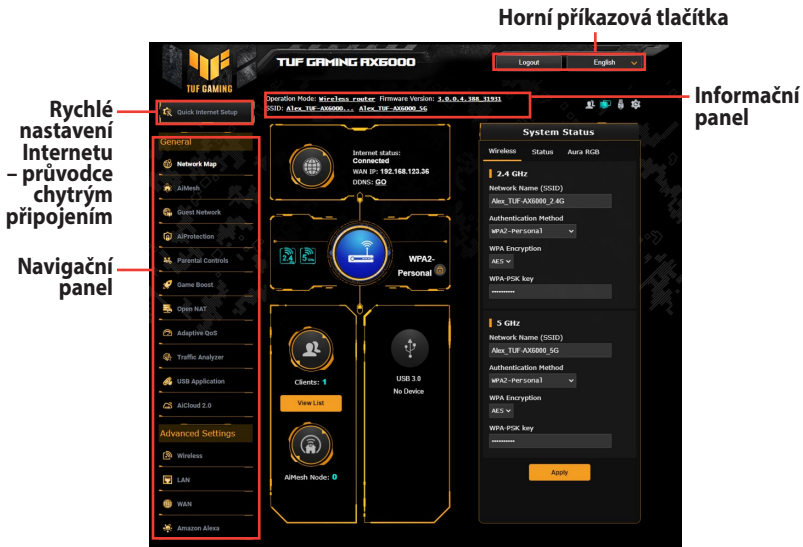 Horní příkazová tlačítka
TUF GAMING
TUF GAMING AX6000
Logout
English
Operation Mode: Wireless router Firmware Version: 3.0.0.4.388_31931
SSID: Alex_TUF-AX6000... Alex_TUF-AX6000_5G
Informační
panel
Rychlé
nastavení
Internetu
– průvodce
chytrým
připojením
Navigační
panel
Quick Internet Setup
General
Network Map
AiMesh
Guest Network
AiProtection
Parental Controls
Game Boost
Open NAT
Adaptive QoS
Traffic Analyzer
USB Application
AiCloud 2.0
Advanced Settings
Wireless
LAN
WAN
Amazon Alexa
Internet status:
Connected
WAN IP: 192.168.123.36
DDNS: GO
2.4
5
WPA2-
Personal
Clients: 1
View List
AiMesh Node: 0
USB 3.0
No Device
System Status
Wireless
Status
Aura RGB
2.4 GHz
Network Name (SSID)
Alex_TUF-AX6000_2.4G
Authentication Method
WPA2-Personal
WPA Encryption
AES
WPA-PSK key
••••••••••
5 GHz
Network Name (SSID)
Alex_TUF-AX6000_5G
Authentication Method
WPA2-Personal
WPA Encryption
AES
WPA-PSK key
••••••••••
Apply